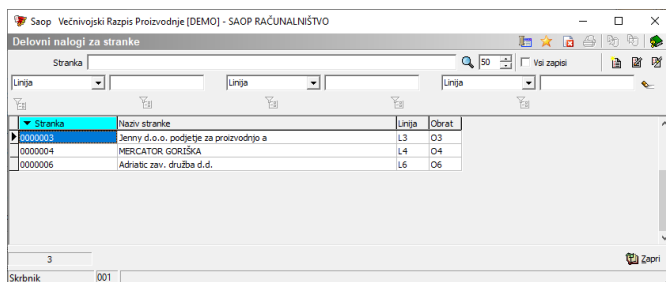 Saop Večnivojski Razpis Proizvodnje [DEMO] - SAOP RAČUNALNIŠTVO
Delovni nalogi za stranke
Stranka 50 Vsi zapisi
Linija Linija Linija
Stranka Naziv stranke Linija Obrat
0000003 Jenny d.o.o. podjetje za proizvodnjo a L3 O3
0000004 MERCATOR GORIŠKA L4 O4
0000006 Adriatic zav. družba d.d. L6 O6
3 Zapri
Skrbnik 001